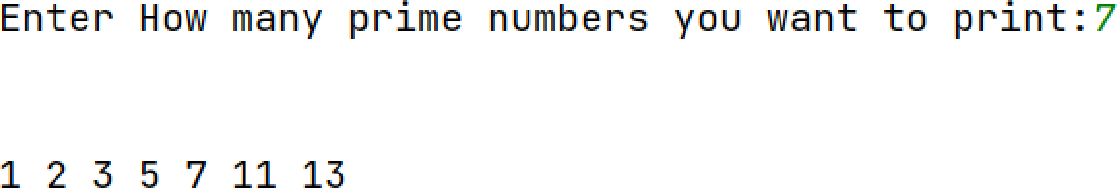 Enter How many prime numbers you want to print:7
1 2 3 5 7 11 13